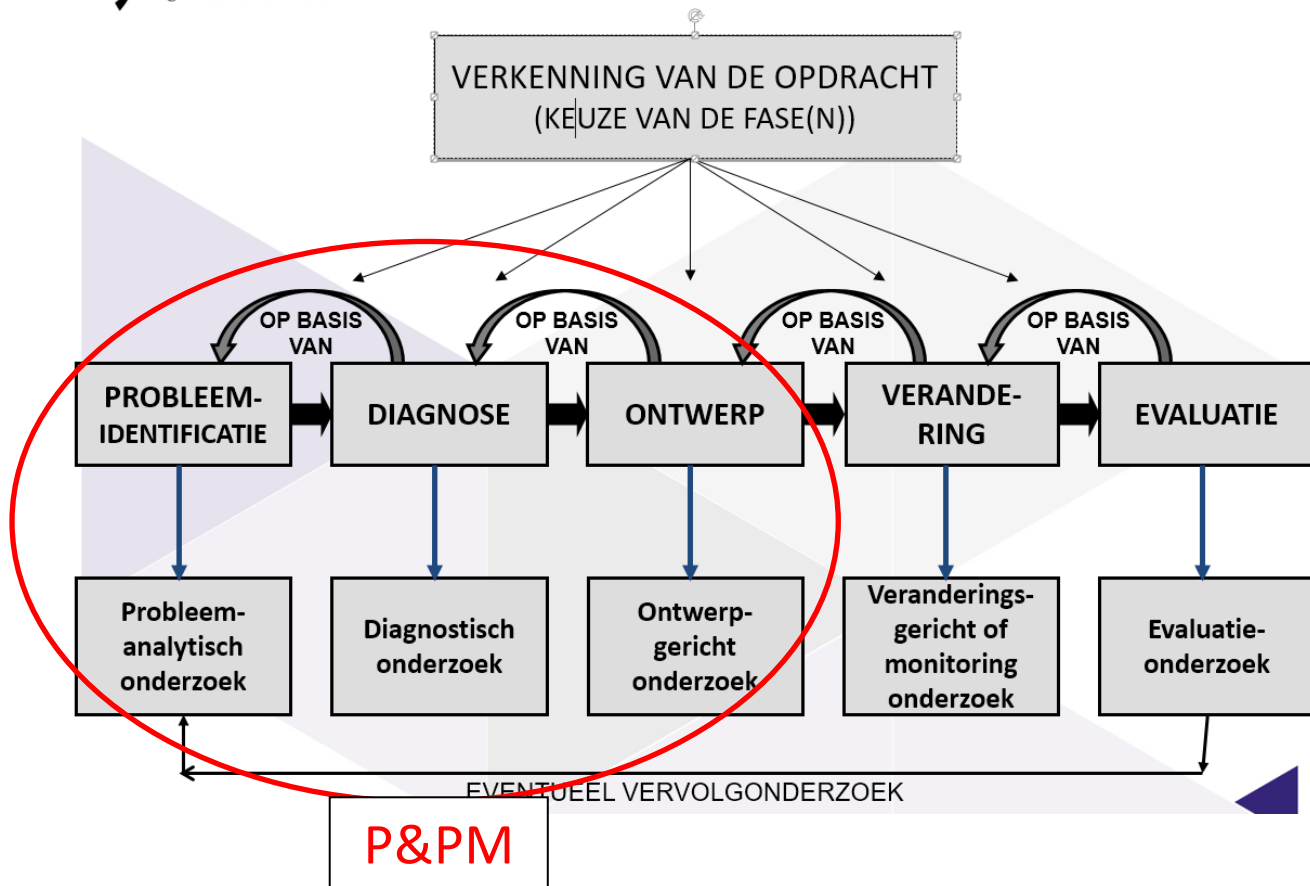 VERKENNING VAN DE OPDRACHT
(KEUZE VAN DE FASE(N))
OP BASIS
VAN
OP BASIS
VAN
OP BASIS
VAN
OP BASIS
VAN
PROBLEEM-
IDENTIFICATIE
DIAGNOSE
ONTWERP
VERANDE-
RING
EVALUATIE
Probleem-
analytisch
onderzoek
Diagnostisch
onderzoek
Ontwerp-
gericht
onderzoek
Veranderings-
gericht of
monitoring
onderzoek
Evaluatie-
onderzoek
EVENTUEEL VERVOLGONDERZOEK
P&PM